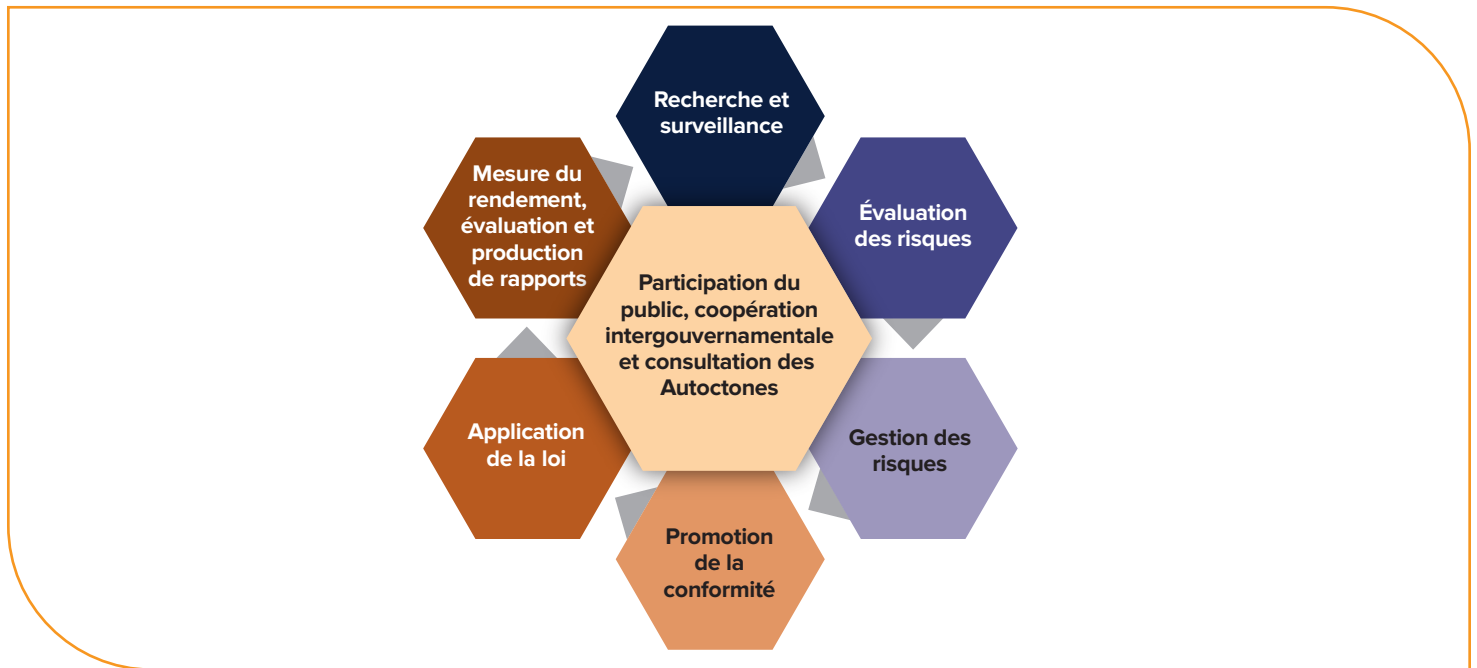 Recherche et
surveillance
Évaluation
des risques
Gestion des
risques
Promotion
de la
conformité
Application
de la loi
Mesure du
rendement,
évaluation et
production
de rapports
Participation du
public, coopération
intergouvernamentale
et consultation des
Autoctones